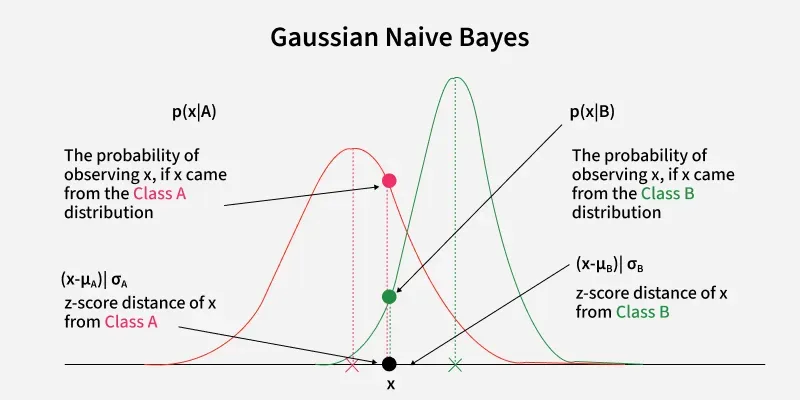 Gaussian Naive Bayes
p(x|A)
The probability of
observing x, if x came
from the Class A
distribution
(x-μA)| σA
z-score distance of x
from Class A
p(x|B)
The probability of
observing x, if x came
from the Class B
distribution
(x-μB)| σB
z-score distance of x
from Class B
x